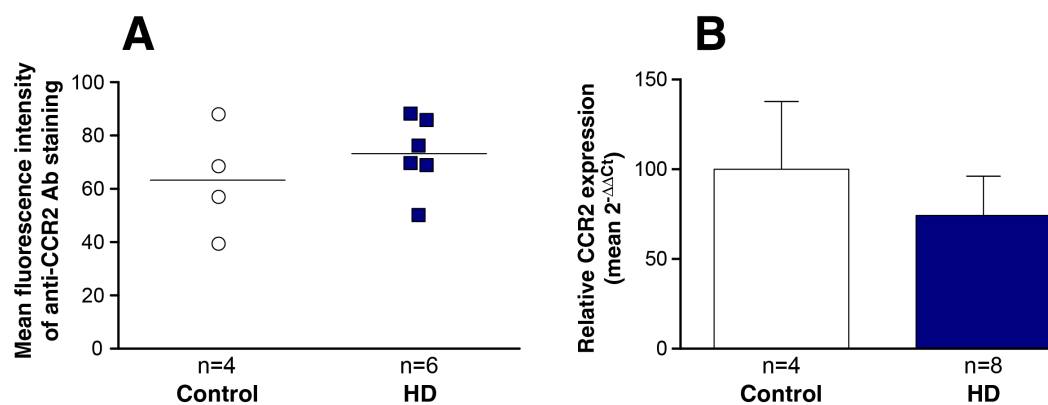 A
Mean fluorescence intensity
of anti-CCR2 Ab staining
100
80
60
40
20
0
n=4
n=6
Control
HD
B
Relative CCR2 expression
(mean 2-ΔΔCt)
150
100
50
0
n=4
n=8
Control
HD